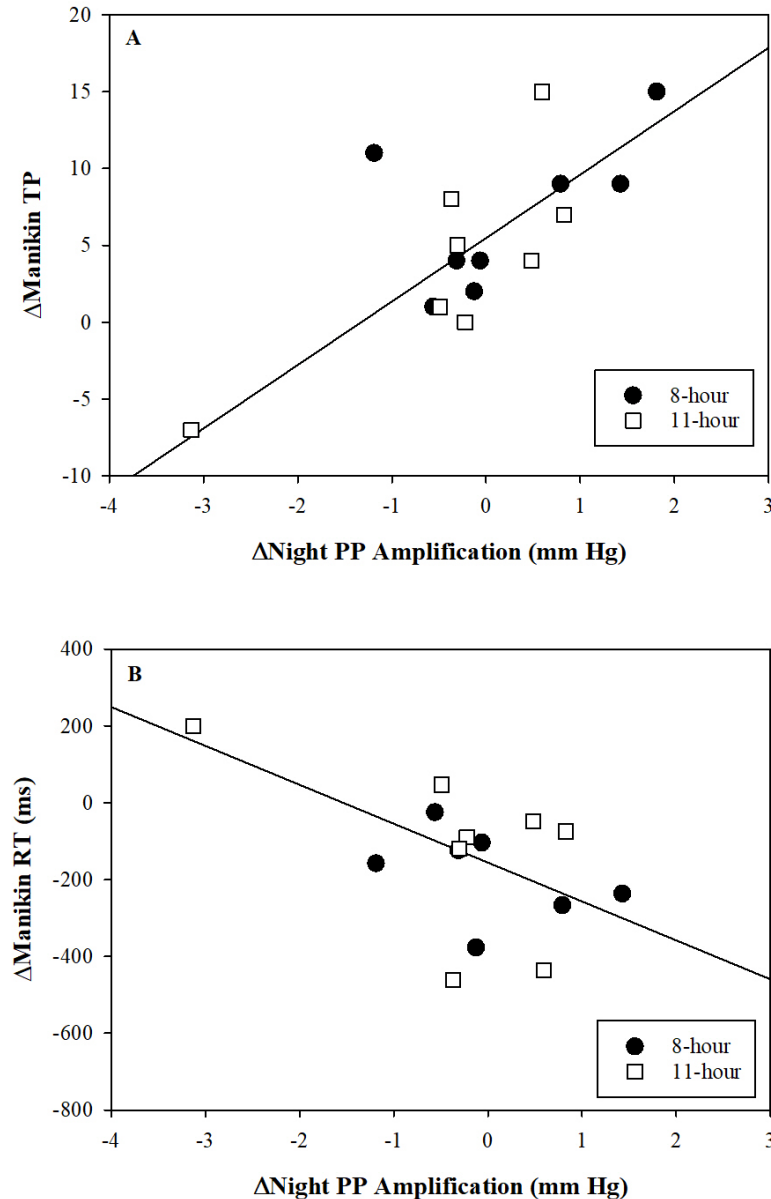 A
20
15
10
5
0
-5
-10
ΔManikin TP
8-hour
11-hour
-4 -3 -2 -1 0 1 2 3
ΔNight PP Amplification (mm Hg)
B
400
200
0
-200
-400
-600
-800
ΔManikin RT (ms)
8-hour
11-hour
-4 -3 -2 -1 0 1 2 3
ΔNight PP Amplification (mm Hg)